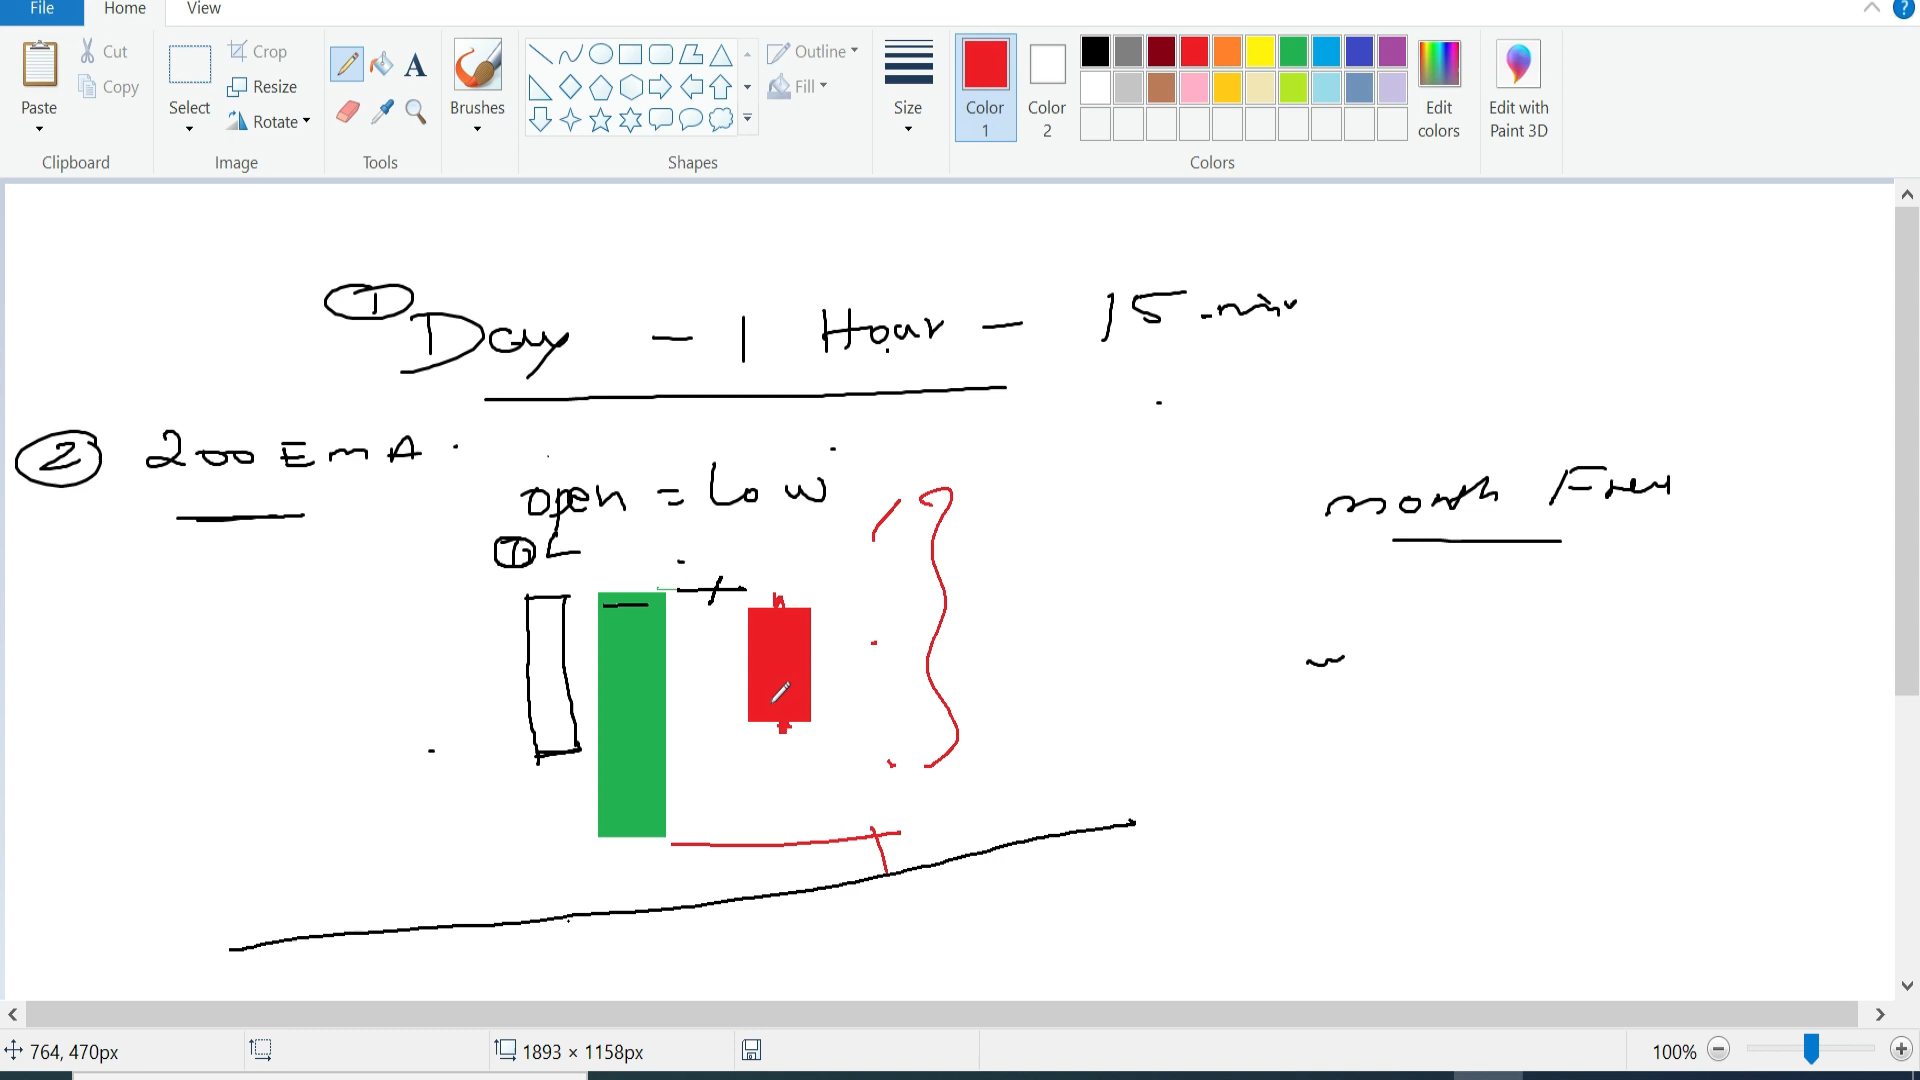 File Home View
Paste
Cut
Copy
Clipboard
Select
Crop
Resize
Rotate
Image
Tools
Brushes
Shapes
Outline
Fill
Size
Color 1
Color 2
Colors
Edit colors
Edit with Paint 3D
① Day - 1 Hour - 15 min
② 200 EMA
open = Low
month Free
764, 470px
1893 × 1158px
100%